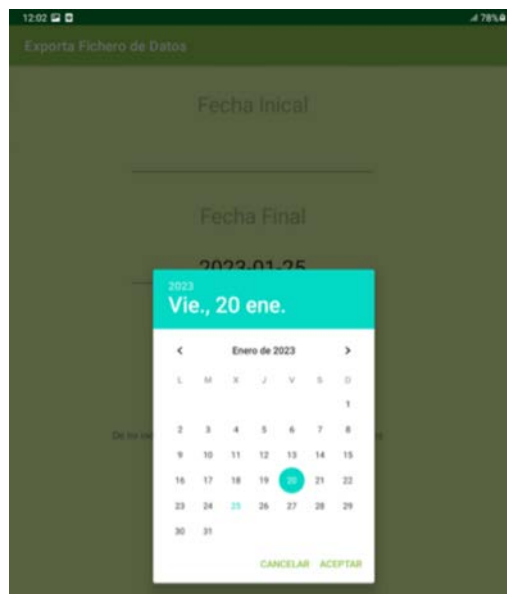 12:02 78%
Exporta Fichero de Datos
Fecha Inical
Fecha Final
2023-01-25
2023
Vie., 20 ene.
Enero de 2023
L M X J V S D
1
2 3 4 5 6 7 8
9 10 11 12 13 14 15
16 17 18 19 20 21 22
23 24 25 26 27 28 29
30 31
De no
CANCELAR ACEPTAR